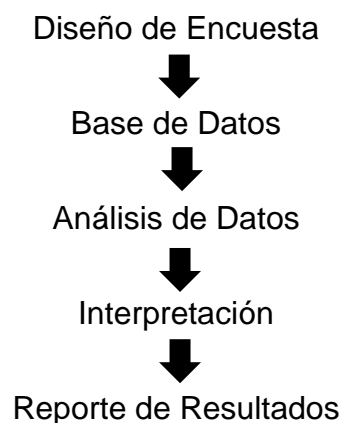 Diseño de Encuesta
Base de Datos
Análisis de Datos
Interpretación
Reporte de Resultados